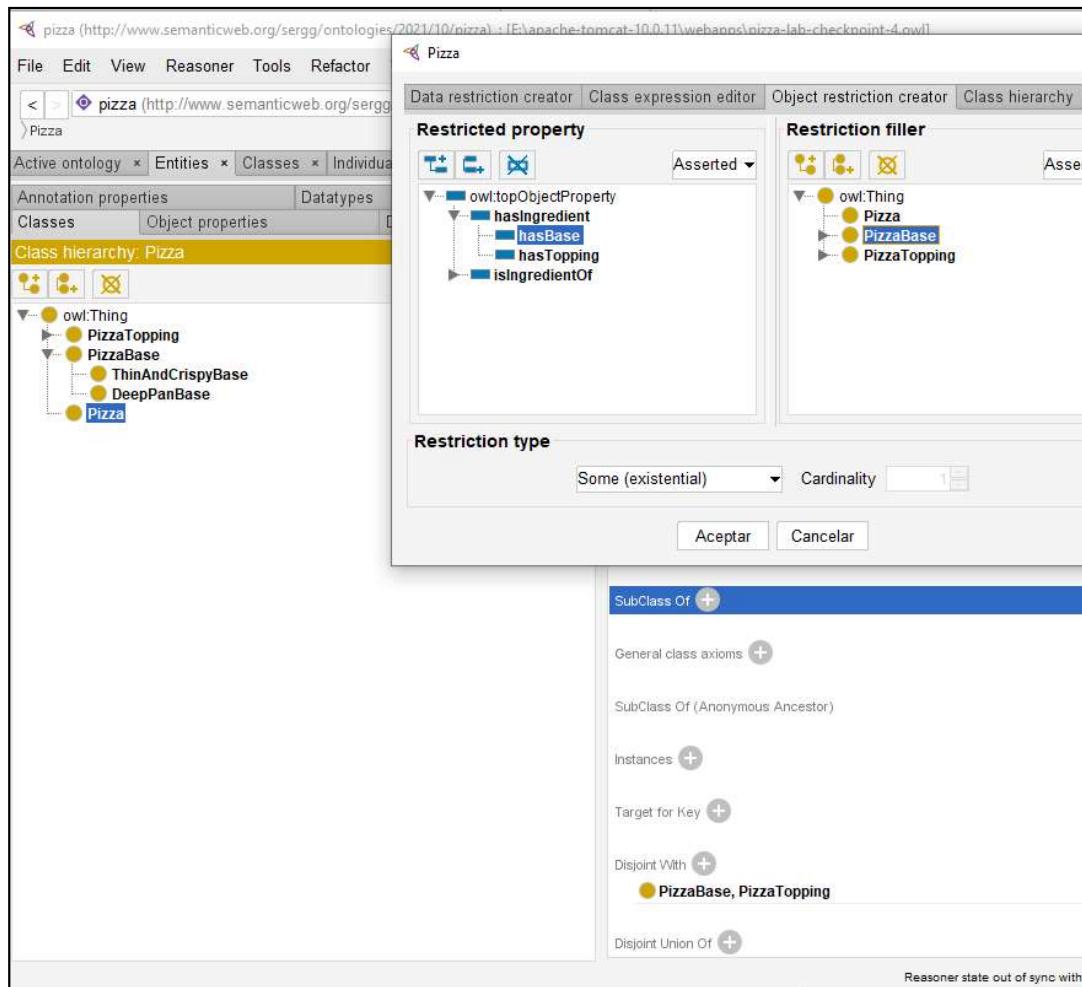 pizza (http://www.semanticweb.org/sergg/ontologies/2021/10/pizza) : [E:\apache-tomcat-10.0.11\webapps\pizza-lab-checkpoint-4.owl]
File Edit View Reasoner Tools Refactor
< > pizza (http://www.semanticweb.org/sergg
Pizza
Active ontology × Entities × Classes × Individua
Annotation properties Datatypes
Classes Object properties D
Class hierarchy: Pizza
owl:Thing
PizzaTopping
PizzaBase
ThinAndCrispyBase
DeepPanBase
Pizza
Pizza
Data restriction creator Object restriction creator Class expression editor Class hierarchy
Restricted property
Asserted
owl:topObjectProperty
hasIngredient
hasBase
hasTopping
isIngredientOf
Restriction filler
Asser
owl:Thing
Pizza
PizzaBase
PizzaTopping
Restriction type
Some (existential) Cardinality 1
Aceptar Cancelar
SubClass Of
General class axioms
SubClass Of (Anonymous Ancestor)
Instances
Target for Key
Disjoint With
PizzaBase, PizzaTopping
Disjoint Union Of
Reasoner state out of sync with